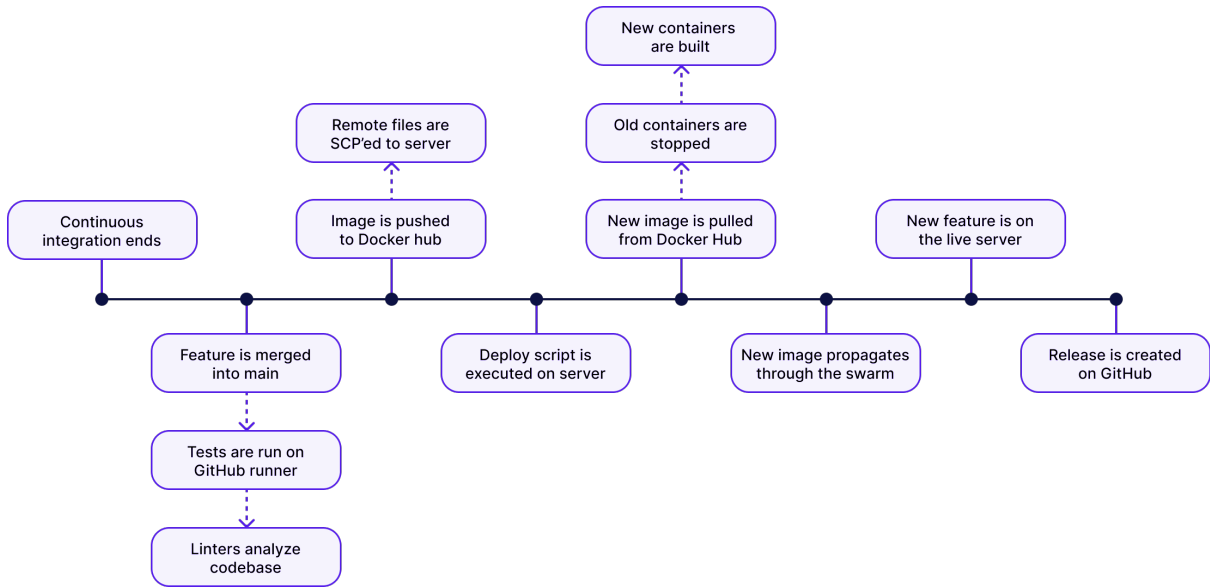 New containers
are built
Remote files are
SCP’ed to server
Old containers are
stopped
Continuous
integration ends
Image is pushed
to Docker hub
New image is pulled
from Docker Hub
New feature is on
the live server
Feature is merged
into main
Deploy script is
executed on server
New image propagates
through the swarm
Release is created
on GitHub
Tests are run on
GitHub runner
Linters analyze
codebase